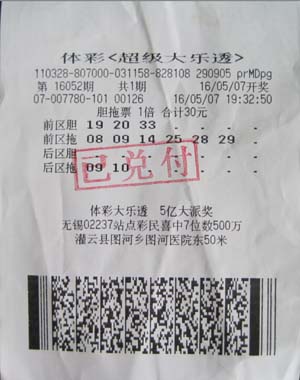 体彩<超级大乐透>
110328-807000-031158-828108 290905 prMDpg
第 16052期 共1期 16/05/07开奖
07-007780-101 00126 16/05/07 19:32:50
胆拖票 1倍 合计30元
前区胆 19 20 33 . . . . . . .
前区拖 08 09 14 25 28 29 . . . .
后区胆 . . . . . . . . . .
后区拖 09 10 . . . . . . . .
已兑付
体彩大乐透 5亿大派奖
无锡02237站点彩民喜中7位数500万
灌云县图河乡图河医院东50米